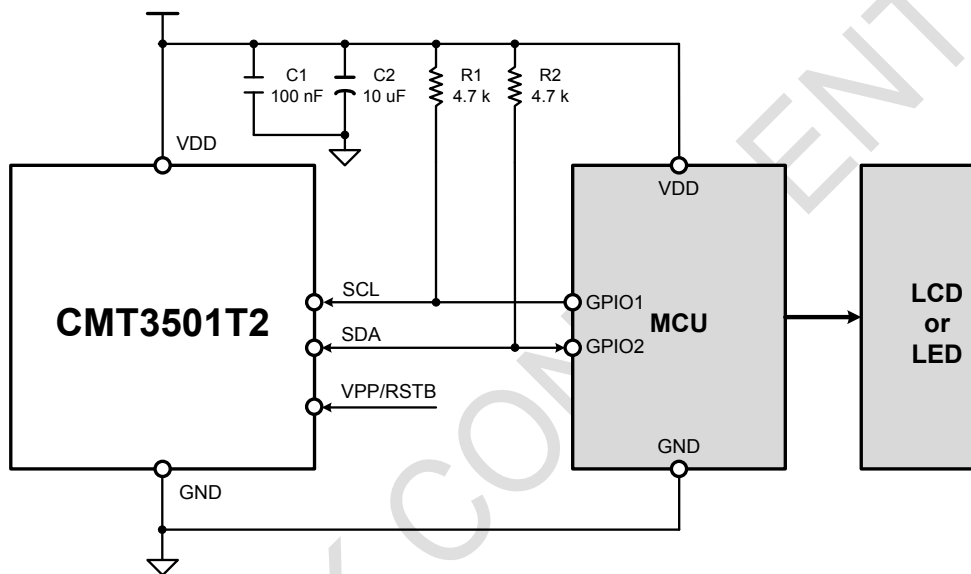 C1
100 nF
C2
10 uF
R1
4.7 k
R2
4.7 k
VDD
VDD
SCL
GPIO1
CMT3501T2
MCU
LCD
or
LED
SDA
GPIO2
VPP/RSTB
GND
GND